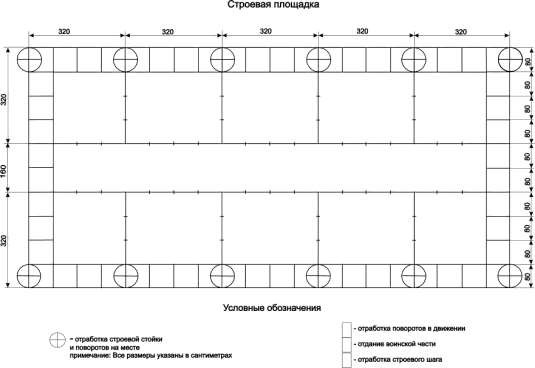 Строевая площадка
320 320 320 320 320
320
160
320
80
80
80
80
80
80
80
80
80
80
Условные обозначения
- отработка строевой стойки
и поворотов на месте
примечание: Все размеры указаны в сантиметрах
- отработка поворотов в движении
- отдание воинской чести
- отработка строевого шага